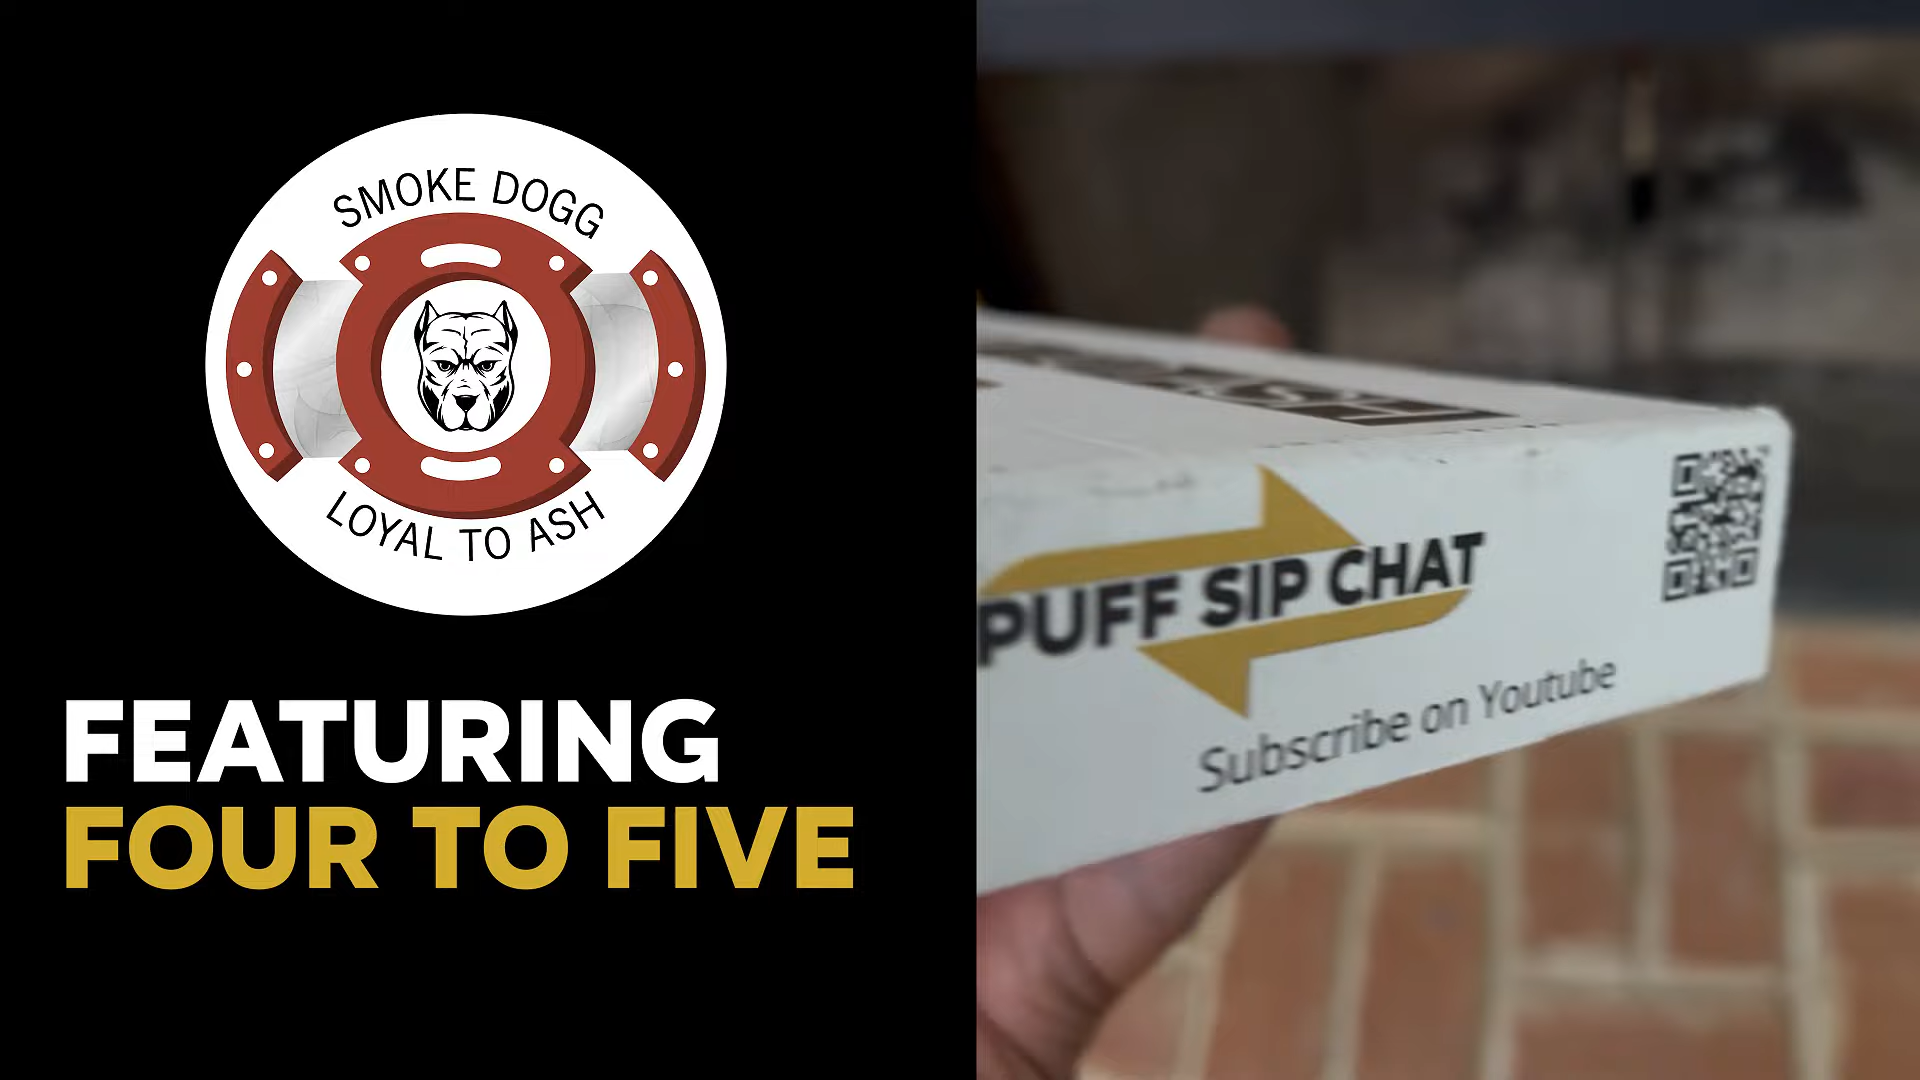 SMOKE DOGG
LOYAL TO ASH
FEATURING
FOUR TO FIVE
PUFF SIP CHAT
Subscribe on Youtube